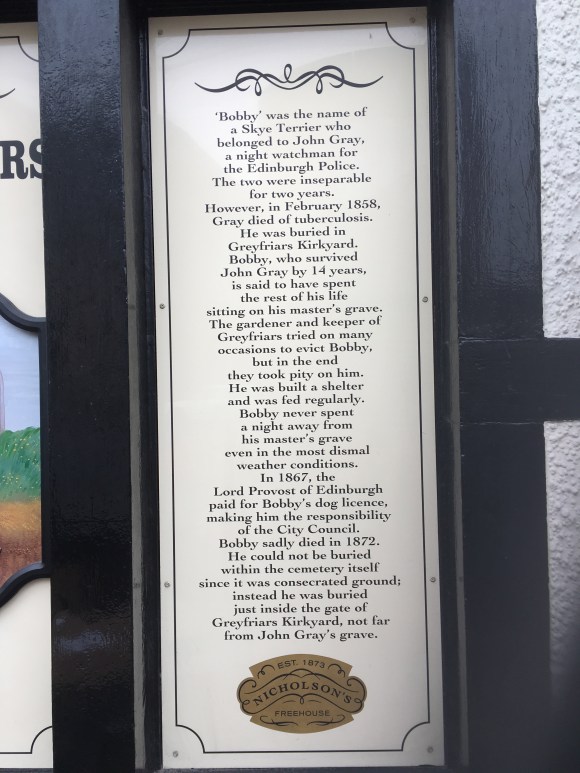 RS
'Bobby' was the name of
a Skye Terrier who
belonged to John Gray,
a night watchman for
the Edinburgh Police.
The two were inseparable
for two years.
However, in February 1858,
Gray died of tuberculosis.
He was buried in
Greyfriars Kirkyard.
Bobby, who survived
John Gray by 14 years,
is said to have spent
the rest of his life
sitting on his master's grave.
The gardener and keeper of
Greyfriars tried on many
occasions to evict Bobby,
but in the end
they took pity on him.
He was built a shelter
and was fed regularly.
Bobby never spent
a night away from
his master's grave
even in the most dismal
weather conditions.
In 1867, the
Lord Provost of Edinburgh
paid for Bobby's dog licence,
making him the responsibility
of the City Council.
Bobby sadly died in 1872.
He could not be buried
within the cemetery itself
since it was consecrated ground;
instead he was buried
just inside the gate of
Greyfriars Kirkyard, not far
from John Gray's grave.
EST. 1873
NICHOLSON'S
FREEHOUSE